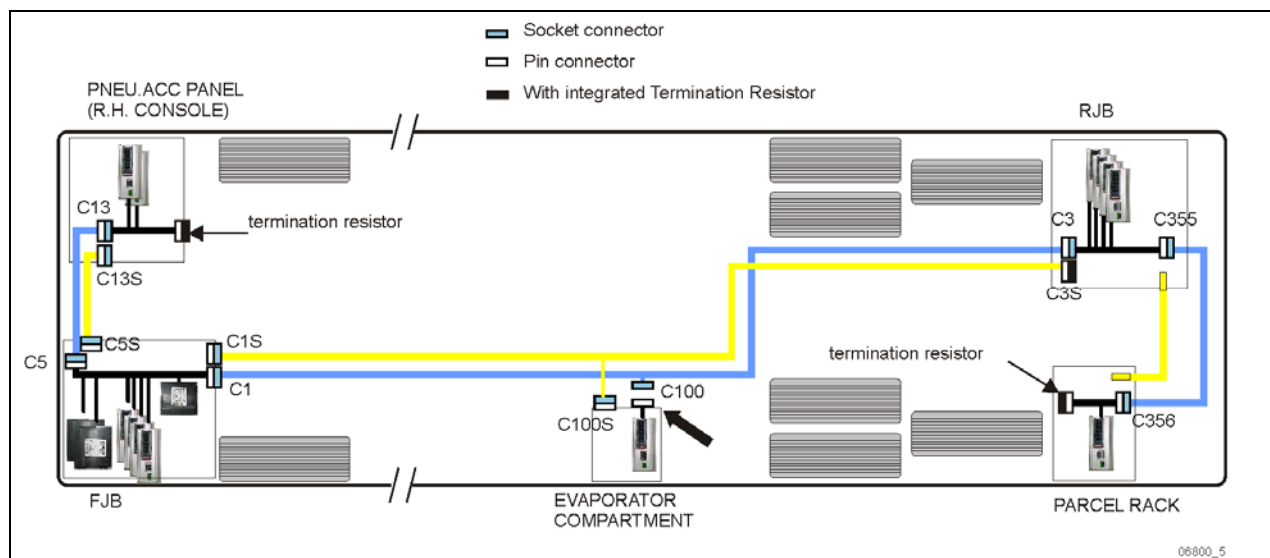 Socket connector
Pin connector
With integrated Termination Resistor
PNEU.ACC PANEL
(R.H. CONSOLE)
RJB
C13
termination resistor
C3
C355
C13S
C3S
C5
C5S
C1S
C1
termination resistor
C100
C100S
C356
FJB
EVAPORATOR
COMPARTMENT
PARCEL RACK
06800_5